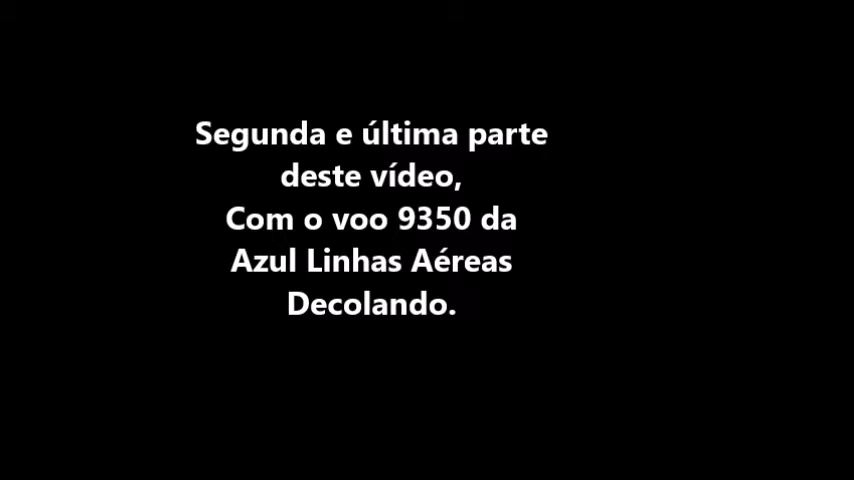 Segunda e última parte
deste vídeo,
Com o voo 9350 da
Azul Linhas Aéreas
Decolando.